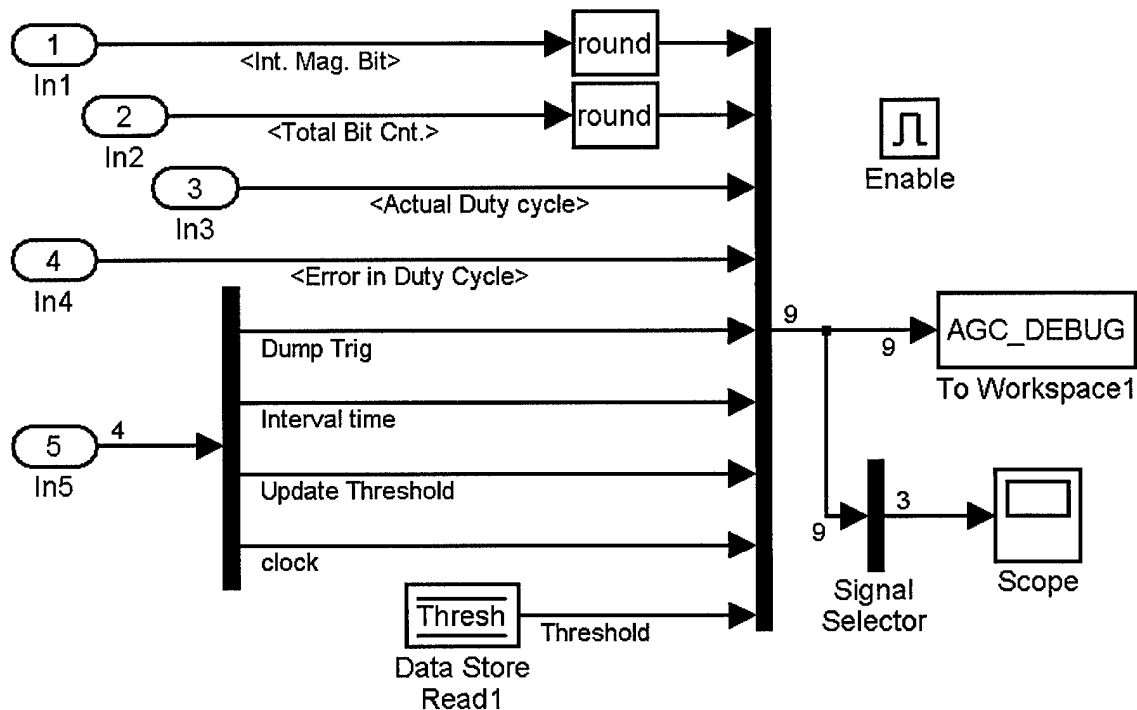 1
In1
<Int. Mag. Bit>
round
2
In2
<Total Bit Cnt.>
round
3
In3
<Actual Duty cycle>
Enable
4
In4
<Error in Duty Cycle>
Dump Trig
9
9
AGC_DEBUG
To Workspace1
Interval time
5
In5
4
Update Threshold
clock
9
3
Signal
Selector
Scope
Thresh
Threshold
Data Store
Read1